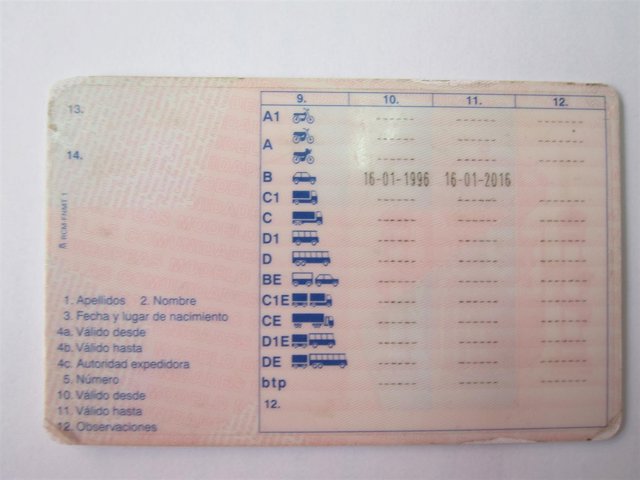 13.
14.
RCM FNMT
1. Apellidos 2. Nombre
3. Fecha y lugar de nacimiento
4a. Válido desde
4b. Válido hasta
4c. Autoridad expedidora
5. Número
10. Válido desde
11. Válido hasta
12. Observaciones
9. 10. 11. 12.
A1 ------ ------ ------
A ------ ------ ------
------ ------ ------
B 16-01-1996 16-01-2016
C1 ------ ------ ------
C ------ ------ ------
D1 ------ ------ ------
D ------ ------ ------
BE ------ ------ ------
C1E ------ ------ ------
CE ------ ------ ------
D1E ------ ------ ------
DE ------ ------ ------
btp ------ ------ ------
12.